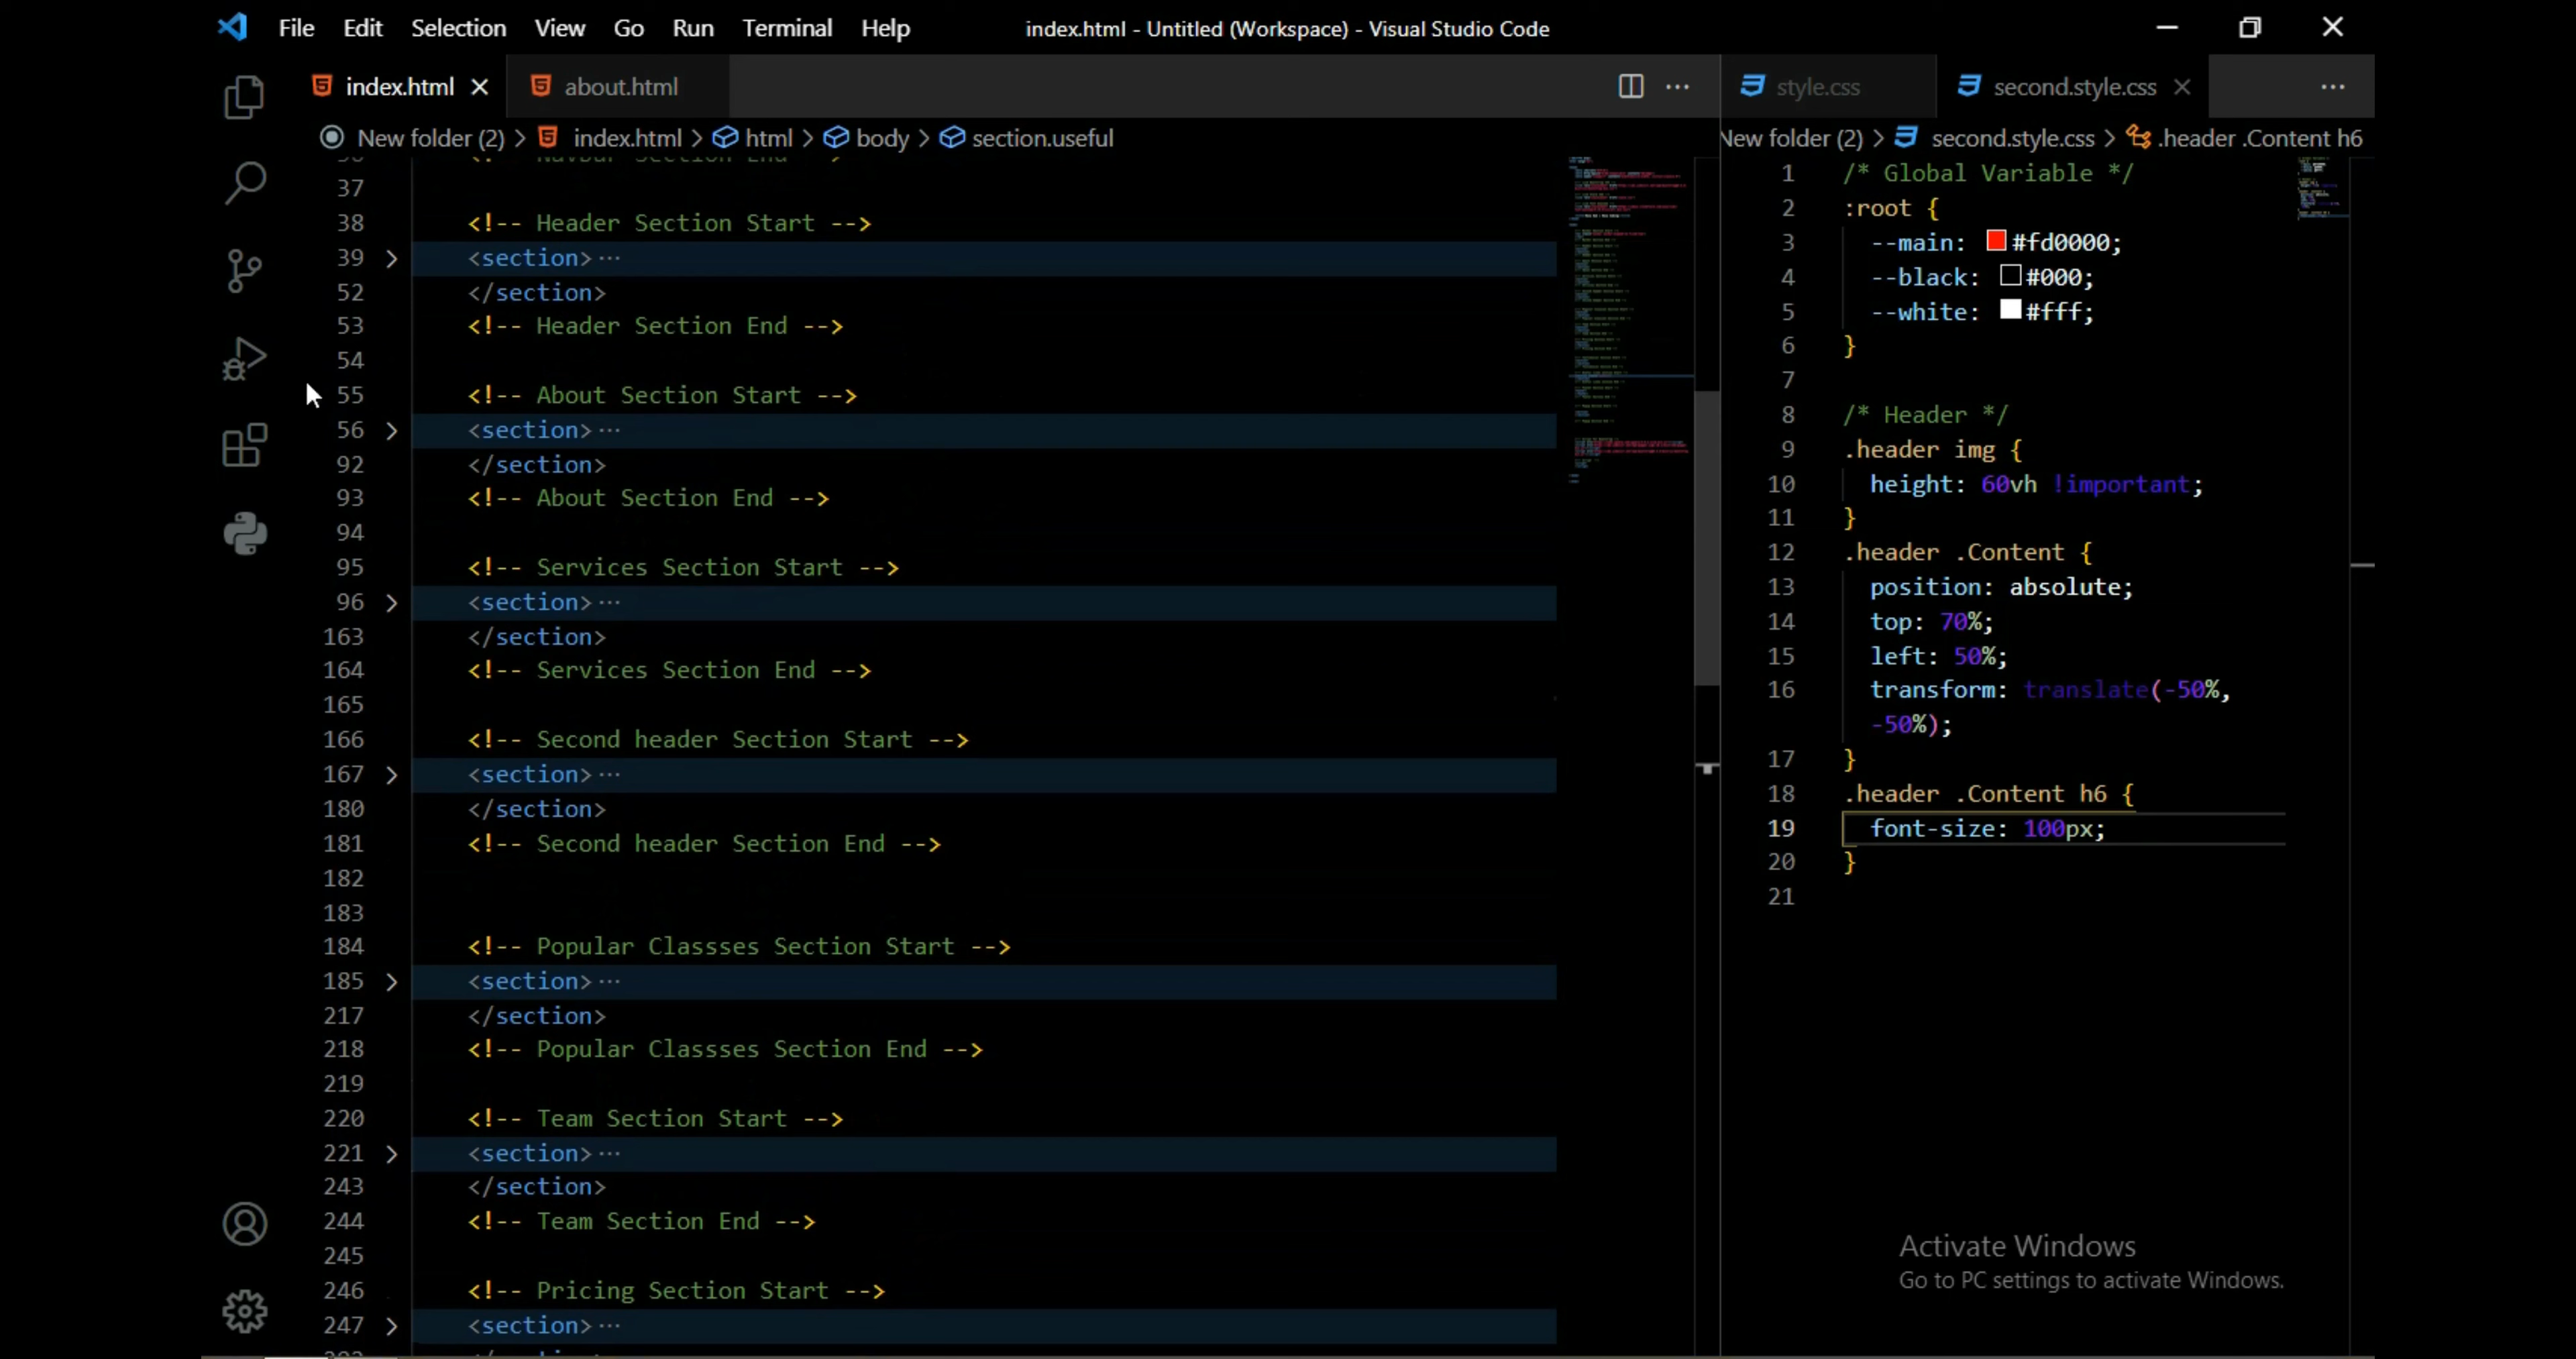 File Edit Selection View Go Run Terminal Help index.html - Untitled (Workspace) - Visual Studio Code
index.html about.html
New folder (2) > index.html > html > body > section.useful
37
38 <!-- Header Section Start -->
39 <section>···
52 </section>
53 <!-- Header Section End -->
54
55 <!-- About Section Start -->
56 <section>···
92 </section>
93 <!-- About Section End -->
94
95 <!-- Services Section Start -->
96 <section>···
163 </section>
164 <!-- Services Section End -->
165
166 <!-- Second header Section Start -->
167 <section>···
180 </section>
181 <!-- Second header Section End -->
182
183
184 <!-- Popular Classses Section Start -->
185 <section>···
217 </section>
218 <!-- Popular Classses Section End -->
219
220 <!-- Team Section Start -->
221 <section>···
243 </section>
244 <!-- Team Section End -->
245
246 <!-- Pricing Section Start -->
247 <section>···
style.css second.style.css
New folder (2) > second.style.css > .header .Content h6
1 /* Global Variable */
2 :root {
3 --main: #fd0000;
4 --black: #000;
5 --white: #fff;
6 }
7
8 /* Header */
9 .header img {
10 height: 60vh !important;
11 }
12 .header .Content {
13 position: absolute;
14 top: 70%;
15 left: 50%;
16 transform: translate(-50%,
-50%);
17 }
18 .header .Content h6 {
19 font-size: 100px;
20 }
21
Activate Windows
Go to PC settings to activate Windows.